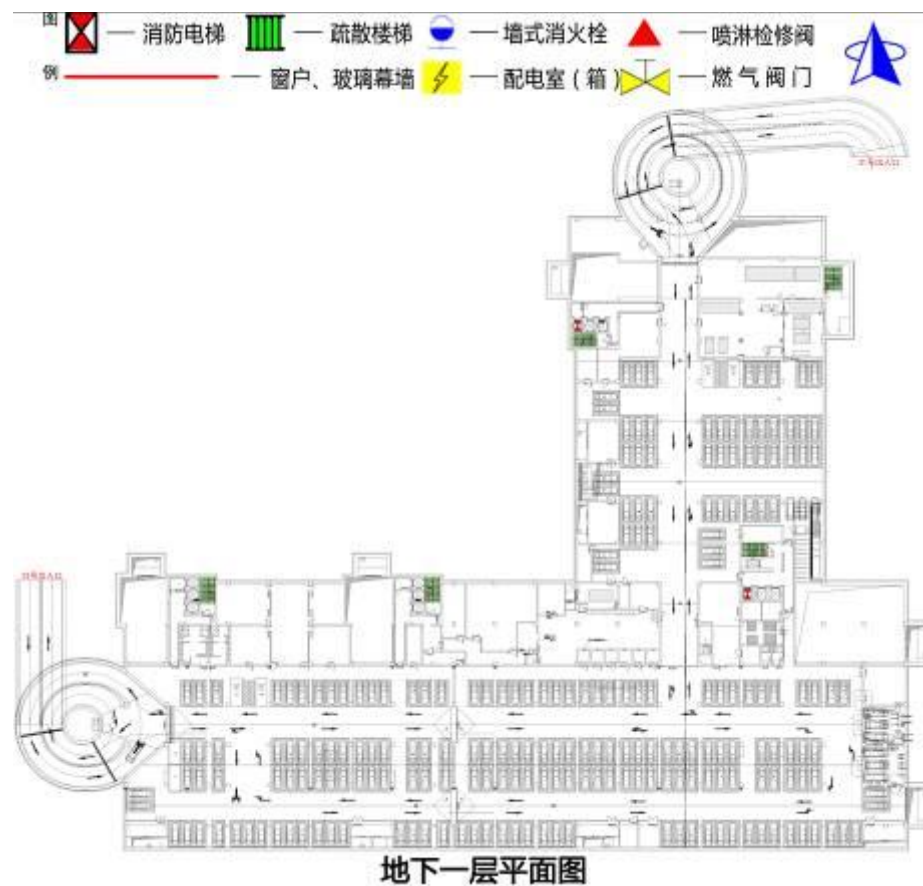 图 消防电梯 疏散楼梯 墙式消火栓 喷淋检修阀
例 窗户、玻璃幕墙 配电室(箱) 燃气阀门
地下一层平面图